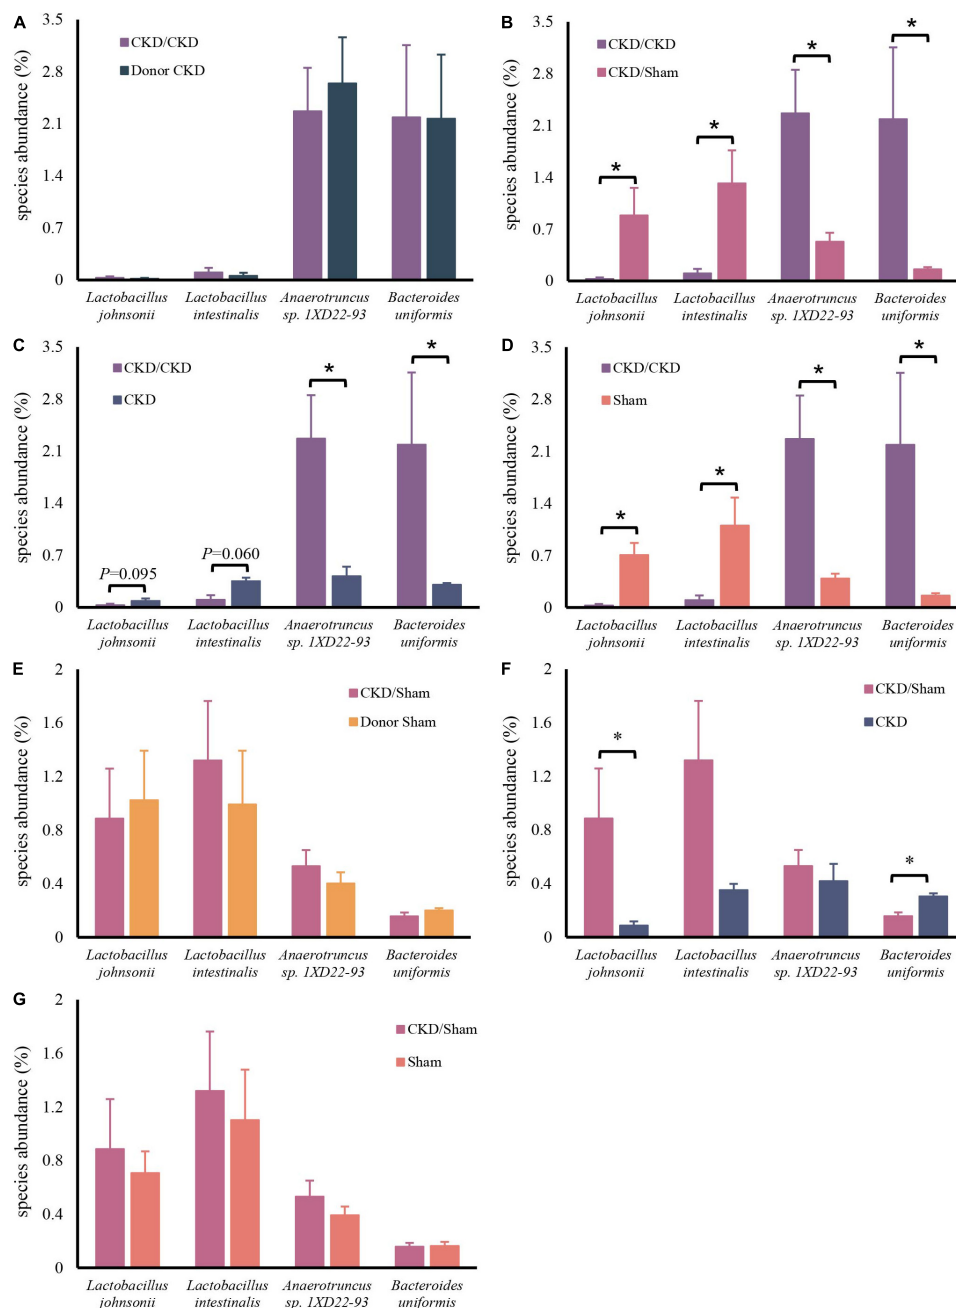 A
species abundance (%)
3.5
2.8
2.1
1.4
0.7
0
CKD/CKD
Donor CKD
Lactobacillus johnsonii
Lactobacillus intestinalis
Anaerotruncus sp. 1XD22-93
Bacteroides uniformis
B
species abundance (%)
3.5
2.8
2.1
1.4
0.7
0
CKD/CKD
CKD/Sham
*
*
*
*
Lactobacillus johnsonii
Lactobacillus intestinalis
Anaerotruncus sp. 1XD22-93
Bacteroides uniformis
C
species abundance (%)
3.5
2.8
2.1
1.4
0.7
0
CKD/CKD
CKD
P=0.095
P=0.060
*
*
Lactobacillus johnsonii
Lactobacillus intestinalis
Anaerotruncus sp. 1XD22-93
Bacteroides uniformis
D
species abundance (%)
3.5
2.8
2.1
1.4
0.7
0
CKD/CKD
Sham
*
*
*
*
Lactobacillus johnsonii
Lactobacillus intestinalis
Anaerotruncus sp. 1XD22-93
Bacteroides uniformis
E
species abundance (%)
2
1.6
1.2
0.8
0.4
0
CKD/Sham
Donor Sham
Lactobacillus johnsonii
Lactobacillus intestinalis
Anaerotruncus sp. 1XD22-93
Bacteroides uniformis
F
species abundance (%)
2
1.6
1.2
0.8
0.4
0
CKD/Sham
CKD
*
*
Lactobacillus johnsonii
Lactobacillus intestinalis
Anaerotruncus sp. 1XD22-93
Bacteroides uniformis
G
species abundance (%)
2
1.6
1.2
0.8
0.4
0
CKD/Sham
Sham
Lactobacillus johnsonii
Lactobacillus intestinalis
Anaerotruncus sp. 1XD22-93
Bacteroides uniformis